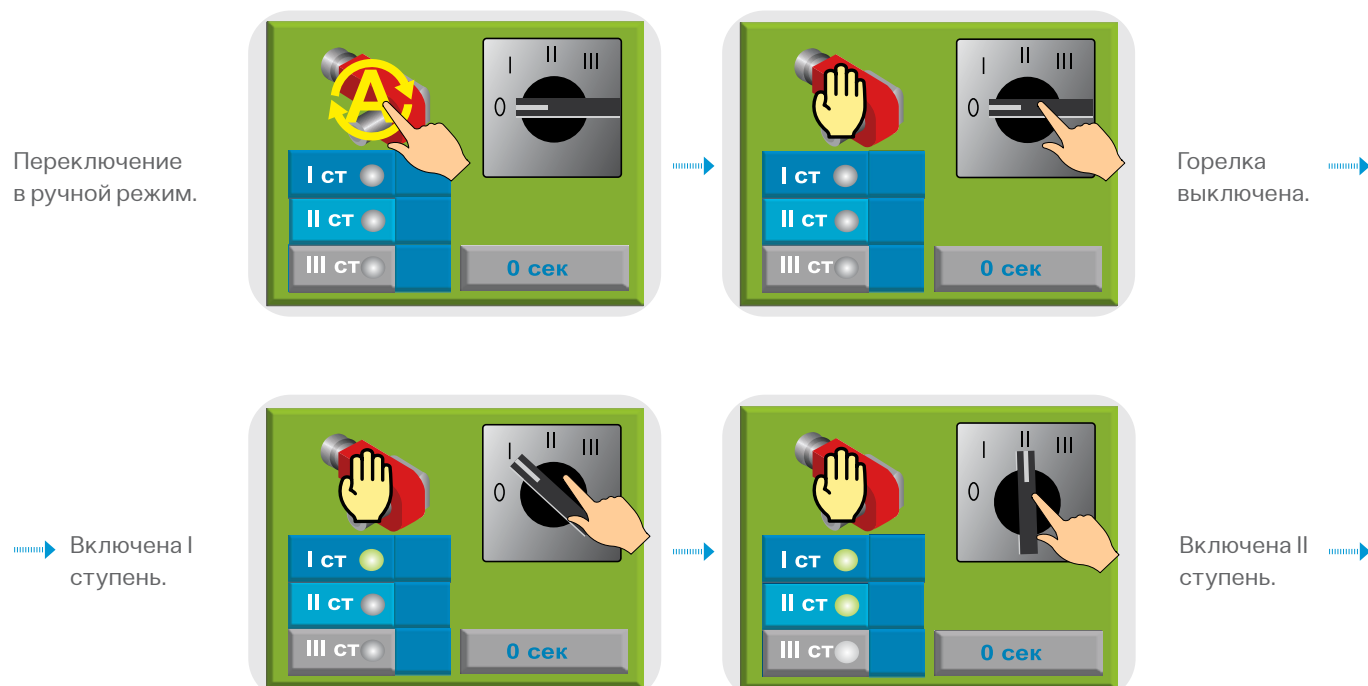 Переключение
в ручной режим.
A
I II III
0
I ст
II ст
III ст
0 сек
I II III
0
I ст
II ст
III ст
0 сек
Горелка
выключена.
Включена I
ступень.
I II III
0
I ст
II ст
III ст
0 сек
I II III
0
I ст
II ст
III ст
0 сек
Включена II
ступень.